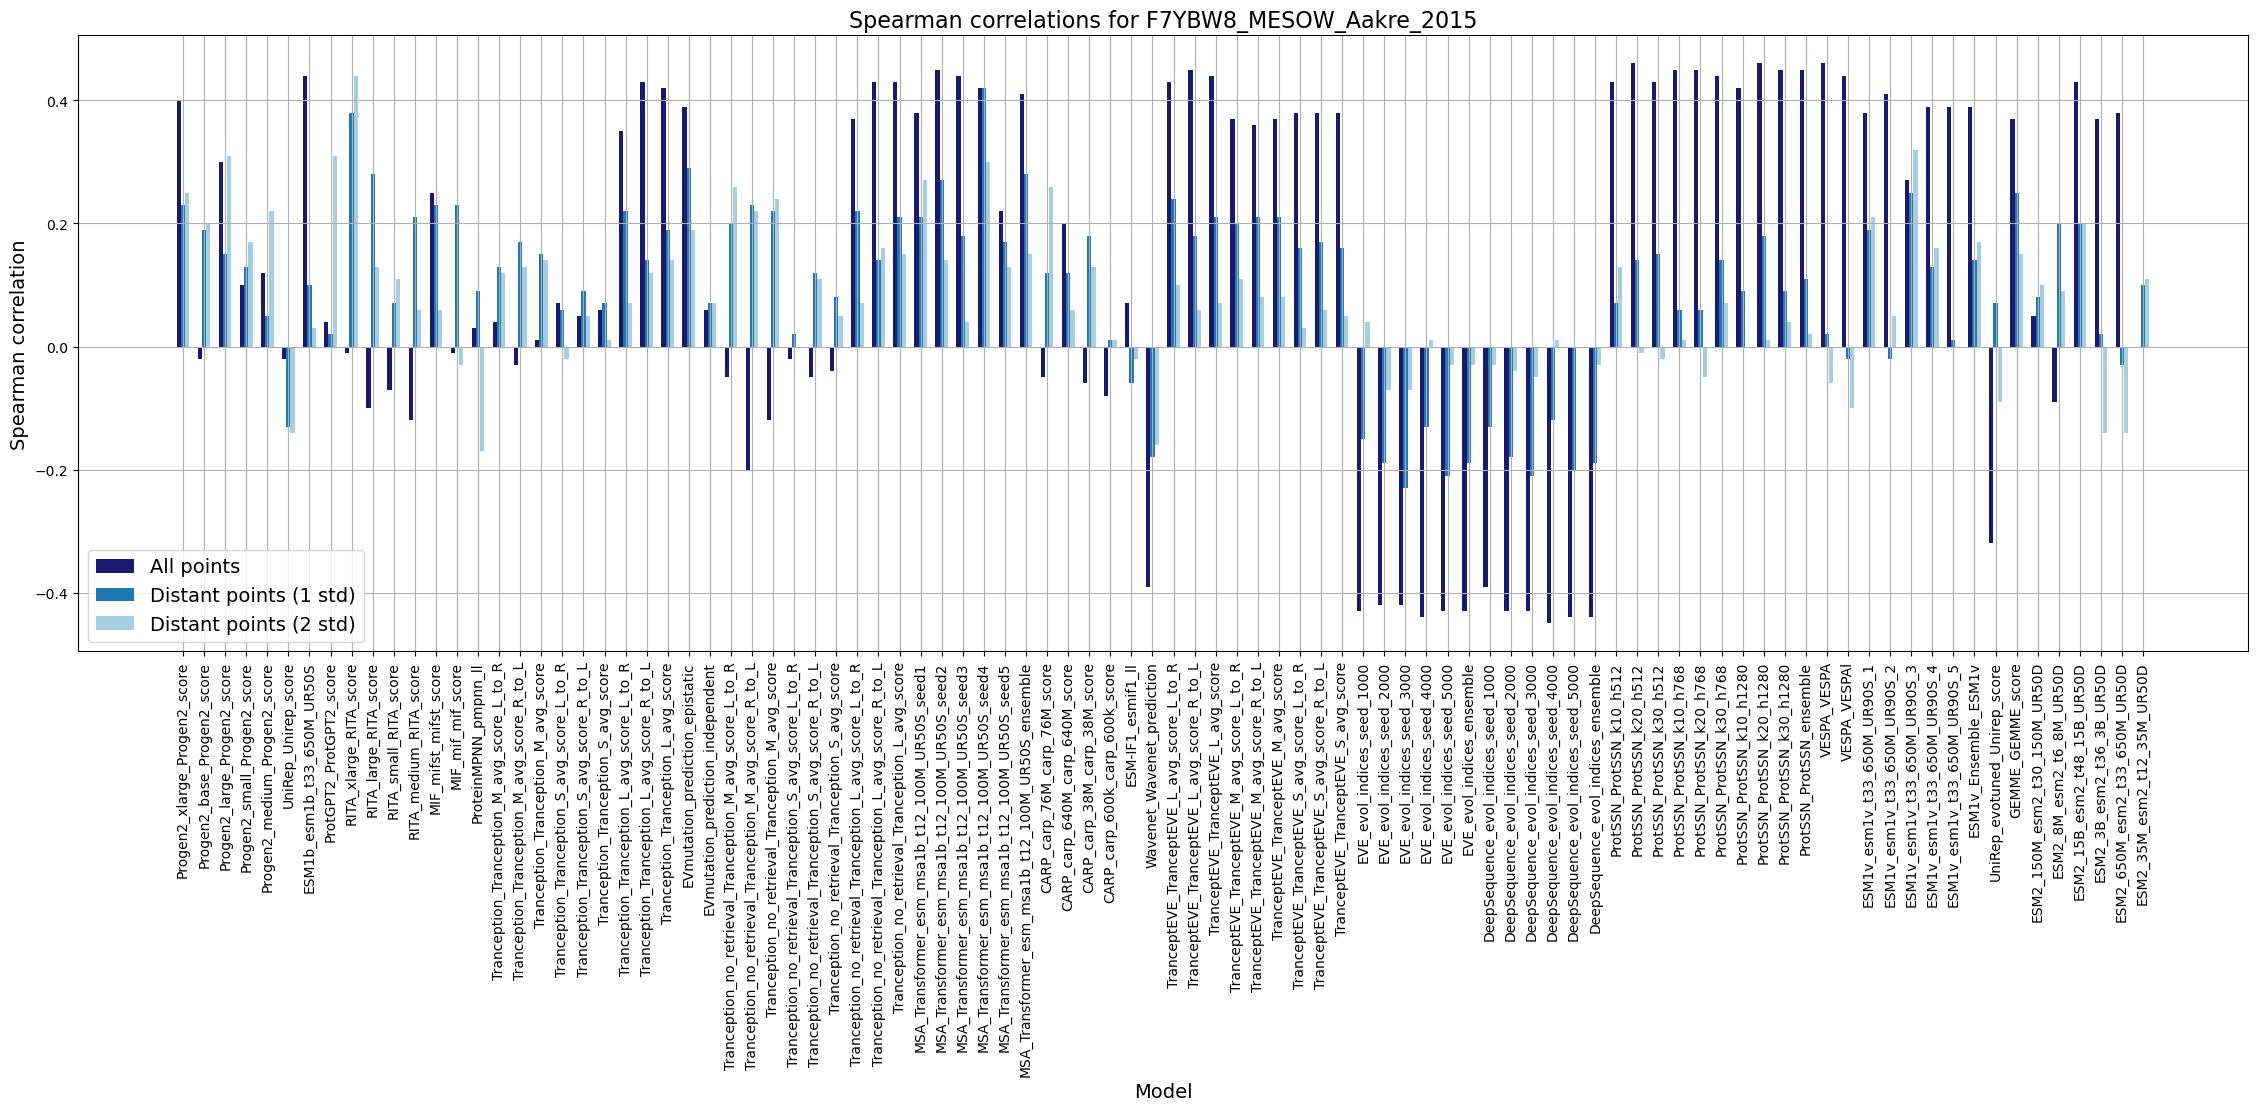 Spearman correlations for F7YBW8_MESOW_Aakre_2015
Spearman correlation
0.4
0.2
0.0
−0.2
−0.4
All points
Distant points (1 std)
Distant points (2 std)
Progen2_xlarge_Progen2_score
Progen2_base_Progen2_score
Progen2_large_Progen2_score
Progen2_small_Progen2_score
Progen2_medium_Progen2_score
UniRep_Unirep_score
ESM1b_esm1b_t33_650M_UR50S
ProtGPT2_ProtGPT2_score
RITA_xlarge_RITA_score
RITA_large_RITA_score
RITA_small_RITA_score
RITA_medium_RITA_score
MIF_mifst_mifst_score
MIF_mif_mif_score
ProteinMPNN_pmpnn_ll
Tranception_Tranception_M_avg_score_L_to_R
Tranception_Tranception_M_avg_score_R_to_L
Tranception_Tranception_M_avg_score
Tranception_Tranception_S_avg_score_L_to_R
Tranception_Tranception_S_avg_score_R_to_L
Tranception_Tranception_S_avg_score
Tranception_Tranception_L_avg_score_L_to_R
Tranception_Tranception_L_avg_score_R_to_L
Tranception_Tranception_L_avg_score
EVmutation_prediction_epistatic
EVmutation_prediction_independent
Tranception_no_retrieval_Tranception_M_avg_score_L_to_R
Tranception_no_retrieval_Tranception_M_avg_score_R_to_L
Tranception_no_retrieval_Tranception_M_avg_score
Tranception_no_retrieval_Tranception_S_avg_score_L_to_R
Tranception_no_retrieval_Tranception_S_avg_score_R_to_L
Tranception_no_retrieval_Tranception_S_avg_score
Tranception_no_retrieval_Tranception_L_avg_score_L_to_R
Tranception_no_retrieval_Tranception_L_avg_score_R_to_L
Tranception_no_retrieval_Tranception_L_avg_score
MSA_Transformer_esm_msa1b_t12_100M_UR50S_seed1
MSA_Transformer_esm_msa1b_t12_100M_UR50S_seed2
MSA_Transformer_esm_msa1b_t12_100M_UR50S_seed3
MSA_Transformer_esm_msa1b_t12_100M_UR50S_seed4
MSA_Transformer_esm_msa1b_t12_100M_UR50S_seed5
MSA_Transformer_esm_msa1b_t12_100M_UR50S_ensemble
CARP_carp_76M_carp_76M_score
CARP_carp_640M_carp_640M_score
CARP_carp_38M_carp_38M_score
CARP_carp_600k_carp_600k_score
ESM-IF1_esmif1_ll
Wavenet_Wavenet_prediction
TranceptEVE_TranceptEVE_L_avg_score_L_to_R
TranceptEVE_TranceptEVE_L_avg_score_R_to_L
TranceptEVE_TranceptEVE_L_avg_score
TranceptEVE_TranceptEVE_M_avg_score_L_to_R
TranceptEVE_TranceptEVE_M_avg_score_R_to_L
TranceptEVE_TranceptEVE_M_avg_score
TranceptEVE_TranceptEVE_S_avg_score_L_to_R
TranceptEVE_TranceptEVE_S_avg_score_R_to_L
TranceptEVE_TranceptEVE_S_avg_score
EVE_evol_indices_seed_1000
EVE_evol_indices_seed_2000
EVE_evol_indices_seed_3000
EVE_evol_indices_seed_4000
EVE_evol_indices_seed_5000
EVE_evol_indices_ensemble
DeepSequence_evol_indices_seed_1000
DeepSequence_evol_indices_seed_2000
DeepSequence_evol_indices_seed_3000
DeepSequence_evol_indices_seed_4000
DeepSequence_evol_indices_seed_5000
DeepSequence_evol_indices_ensemble
ProtSSN_ProtSSN_k10_h512
ProtSSN_ProtSSN_k20_h512
ProtSSN_ProtSSN_k30_h512
ProtSSN_ProtSSN_k10_h768
ProtSSN_ProtSSN_k20_h768
ProtSSN_ProtSSN_k30_h768
ProtSSN_ProtSSN_k10_h1280
ProtSSN_ProtSSN_k20_h1280
ProtSSN_ProtSSN_k30_h1280
ProtSSN_ProtSSN_ensemble
VESPA_VESPA
VESPA_VESPAl
ESM1v_esm1v_t33_650M_UR90S_1
ESM1v_esm1v_t33_650M_UR90S_2
ESM1v_esm1v_t33_650M_UR90S_3
ESM1v_esm1v_t33_650M_UR90S_4
ESM1v_esm1v_t33_650M_UR90S_5
ESM1v_Ensemble_ESM1v
UniRep_evotuned_Unirep_score
GEMME_GEMME_score
ESM2_150M_esm2_t30_150M_UR50D
ESM2_8M_esm2_t6_8M_UR50D
ESM2_15B_esm2_t48_15B_UR50D
ESM2_3B_esm2_t36_3B_UR50D
ESM2_650M_esm2_t33_650M_UR50D
ESM2_35M_esm2_t12_35M_UR50D
Model